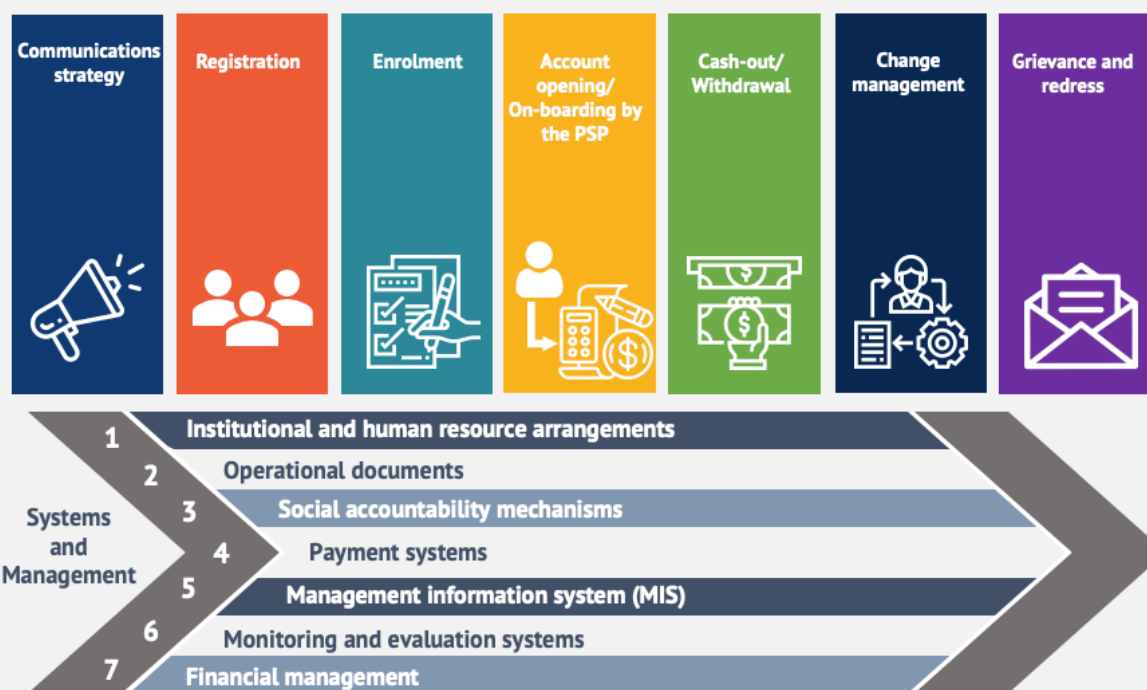 Communications
strategy
Registration
Enrolment
Account
opening/
On-boarding by
the PSP
Cash-out/
Withdrawal
Change
management
Grievance and
redress
Systems
and
Management
1
Institutional and human resource arrangements
2
Operational documents
3
Social accountability mechanisms
4
Payment systems
5
Management information system (MIS)
6
Monitoring and evaluation systems
7
Financial management